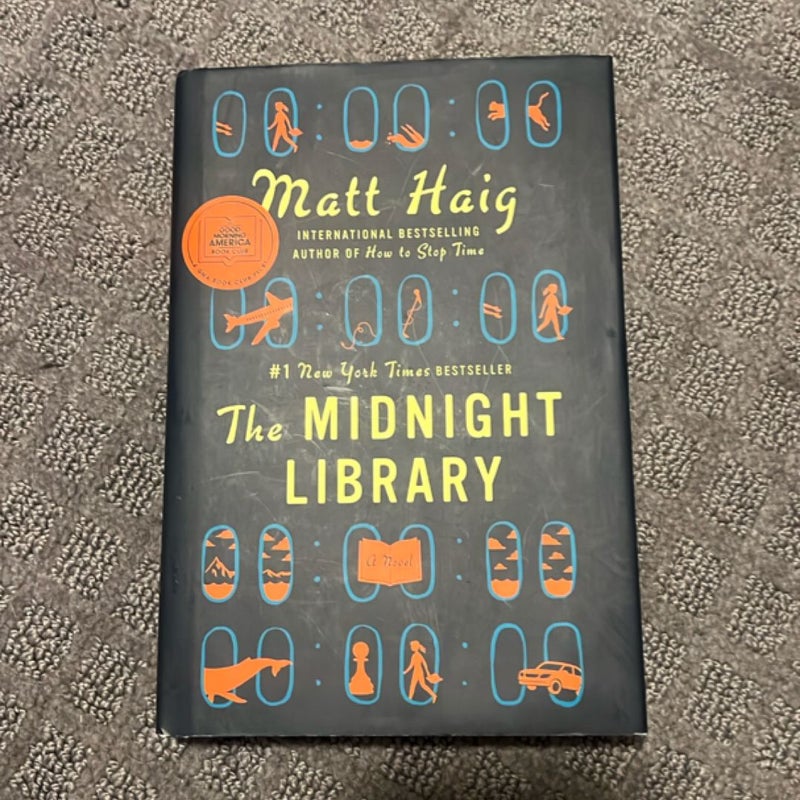 Matt Haig
INTERNATIONAL BESTSELLING
AUTHOR OF How to Stop Time
GOOD
MORNING
AMERICA
BOOK CLUB
#1 New York Times BESTSELLER
The MIDNIGHT
LIBRARY
A Novel